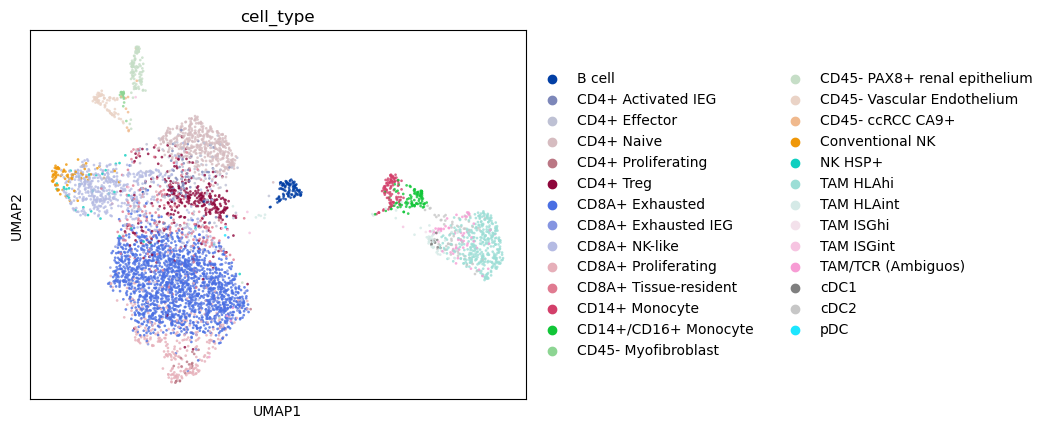 cell_type
UMAP2
UMAP1
B cell
CD4+ Activated IEG
CD4+ Effector
CD4+ Naive
CD4+ Proliferating
CD4+ Treg
CD8A+ Exhausted
CD8A+ Exhausted IEG
CD8A+ NK-like
CD8A+ Proliferating
CD8A+ Tissue-resident
CD14+ Monocyte
CD14+/CD16+ Monocyte
CD45- Myofibroblast
CD45- PAX8+ renal epithelium
CD45- Vascular Endothelium
CD45- ccRCC CA9+
Conventional NK
NK HSP+
TAM HLAhi
TAM HLAint
TAM ISGhi
TAM ISGint
TAM/TCR (Ambiguos)
cDC1
cDC2
pDC